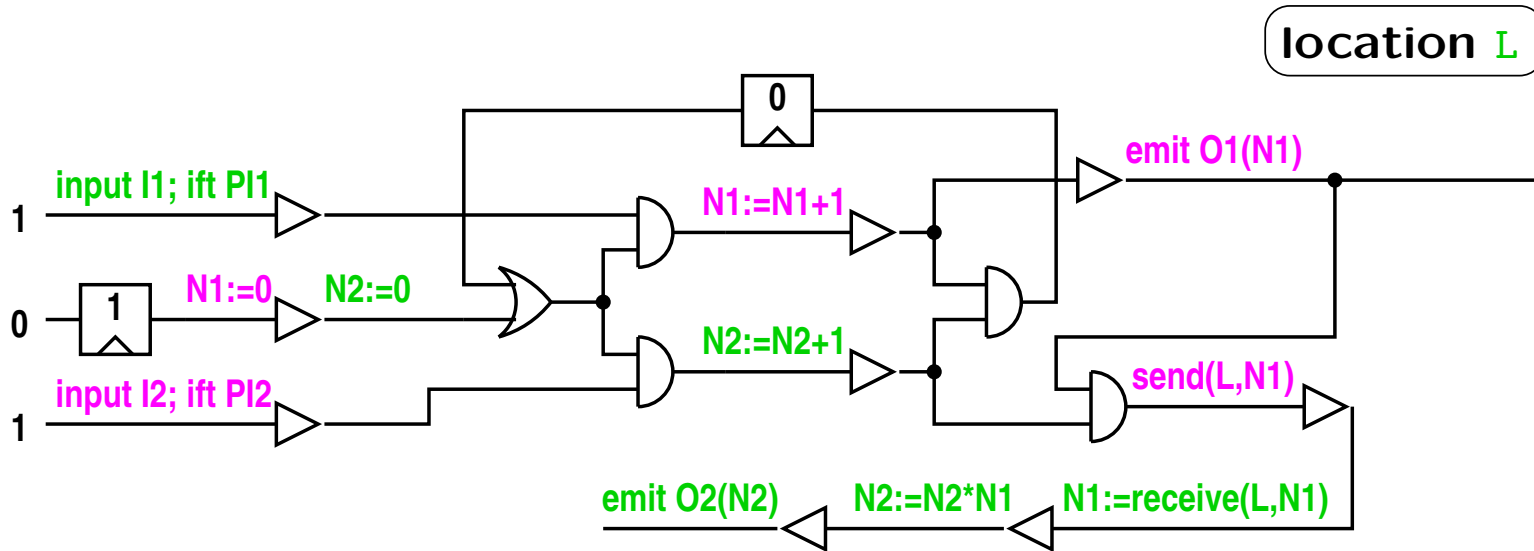 location L
0
emit O1(N1)
input I1; ift PI1
N1:=N1+1
1
N1:=0
N2:=0
1
0
N2:=N2+1
input I2; ift PI2
send(L,N1)
1
emit O2(N2)
N2:=N2*N1
N1:=receive(L,N1)